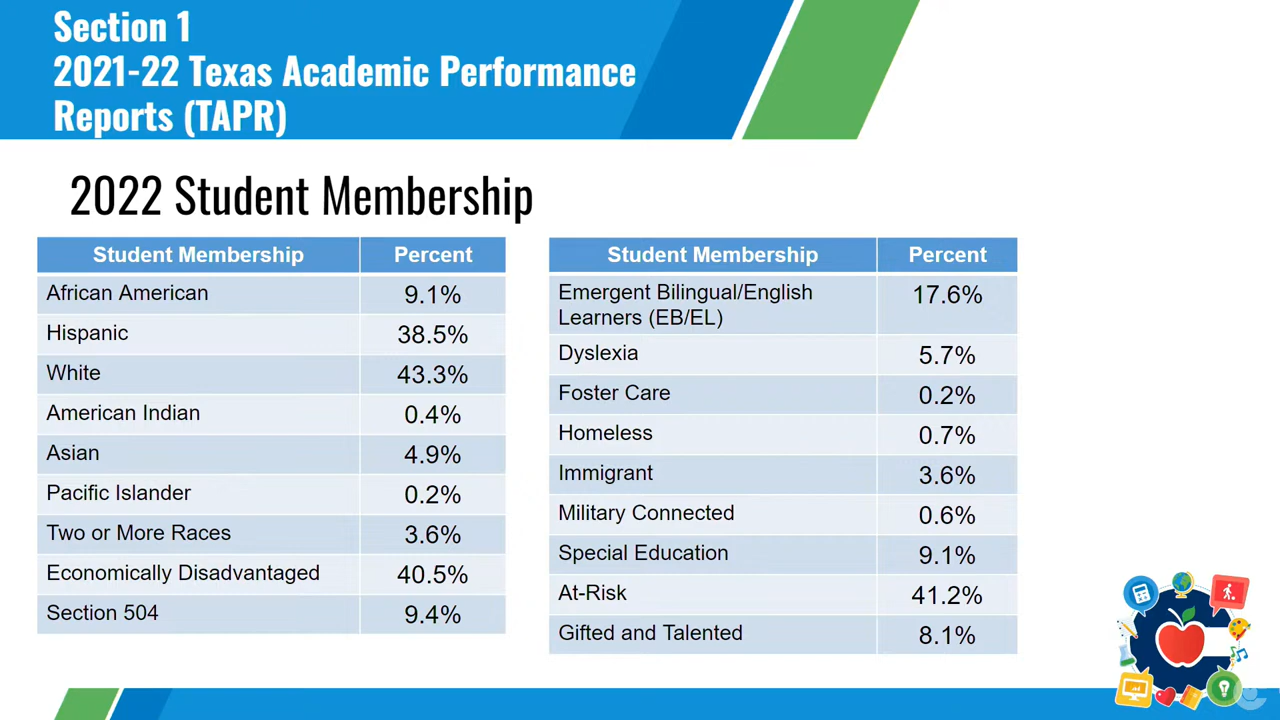 Section 1
2021-22 Texas Academic Performance
Reports (TAPR)
2022 Student Membership
Student Membership Percent
African American 9.1%
Hispanic 38.5%
White 43.3%
American Indian 0.4%
Asian 4.9%
Pacific Islander 0.2%
Two or More Races 3.6%
Economically Disadvantaged 40.5%
Section 504 9.4%
Student Membership Percent
Emergent Bilingual/English 17.6%
Learners (EB/EL)
Dyslexia 5.7%
Foster Care 0.2%
Homeless 0.7%
Immigrant 3.6%
Military Connected 0.6%
Special Education 9.1%
At-Risk 41.2%
Gifted and Talented 8.1%